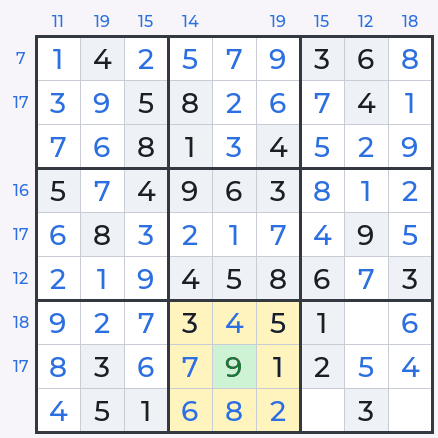 11 19 15 14 19 15 12 18
7 1 4 2 5 7 9 3 6 8
17 3 9 5 8 2 6 7 4 1
7 6 8 1 3 4 5 2 9
16 5 7 4 9 6 3 8 1 2
17 6 8 3 2 1 7 4 9 5
12 2 1 9 4 5 8 6 7 3
18 9 2 7 3 4 5 1 6
17 8 3 6 7 9 1 2 5 4
4 5 1 6 8 2 3